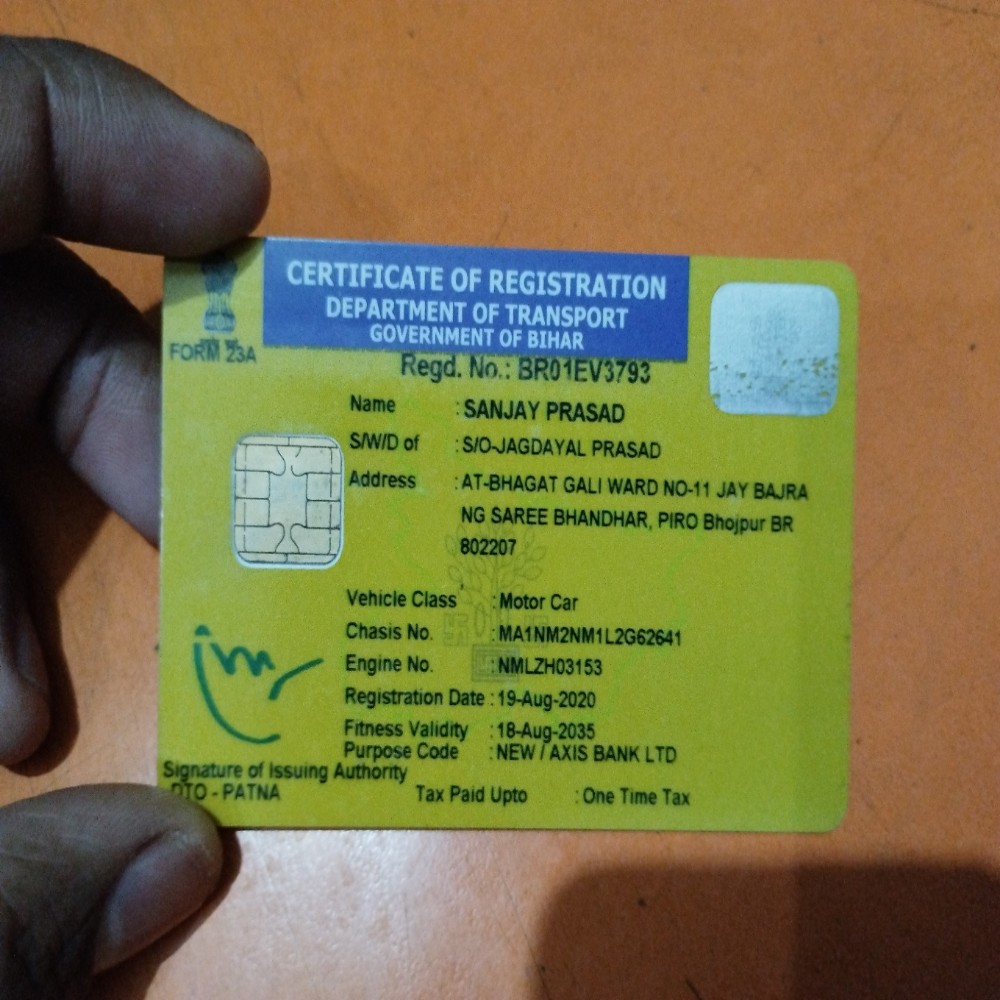 CERTIFICATE OF REGISTRATION
DEPARTMENT OF TRANSPORT
GOVERNMENT OF BIHAR
FORM 23A
Regd. No.: BR01EV3793
Name : SANJAY PRASAD
S/W/D of : S/O-JAGDAYAL PRASAD
Address : AT-BHAGAT GALI WARD NO-11 JAY BAJRA
NG SAREE BHANDHAR, PIRO Bhojpur BR
802207
Vehicle Class : Motor Car
Chasis No. : MA1NM2NM1L2G62641
Engine No. : NMLZH03153
Registration Date : 19-Aug-2020
Fitness Validity : 18-Aug-2035
Purpose Code : NEW / AXIS BANK LTD
Signature of Issuing Authority
DTO - PATNA
Tax Paid Upto : One Time Tax